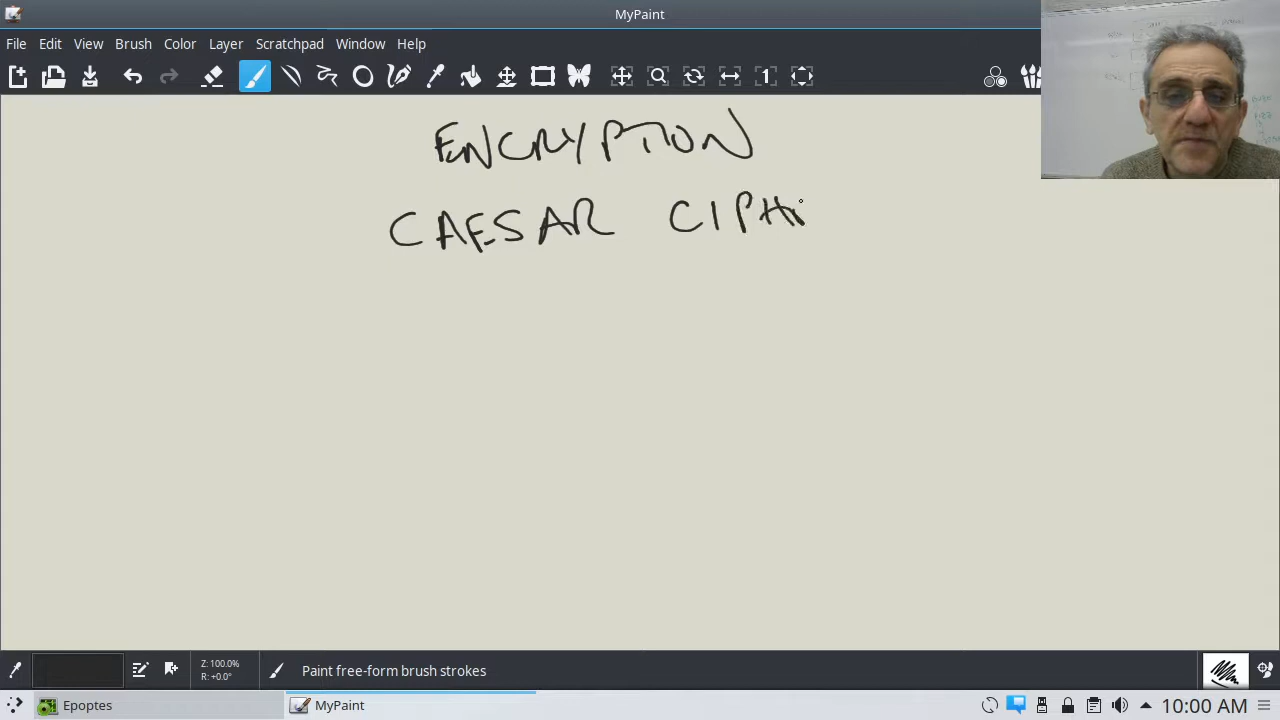 MyPaint
File Edit View Brush Color Layer Scratchpad Window Help
ENCRYPTION
CAESAR CIPH
Z: 100.0%
R: +0.0°
Paint free-form brush strokes
Epoptes
MyPaint
10:00 AM